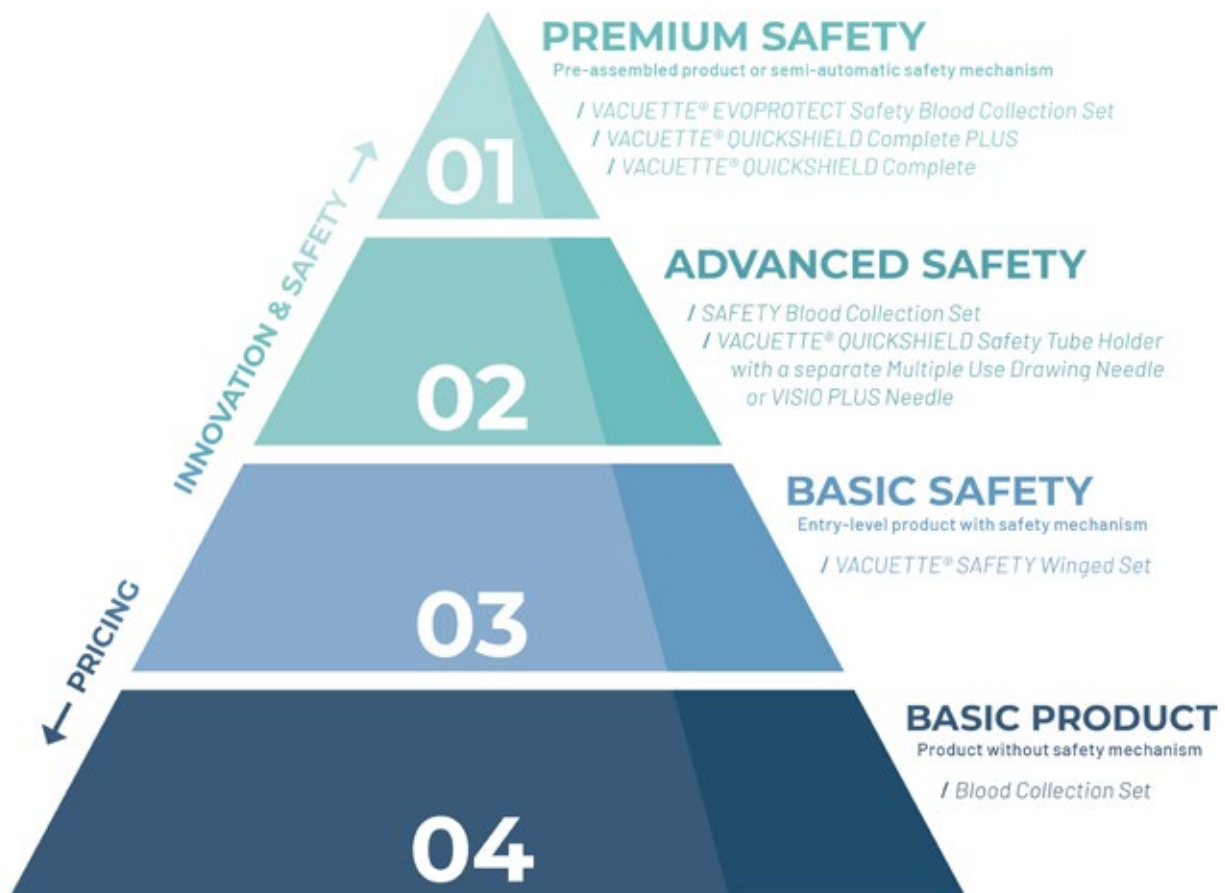 PREMIUM SAFETY
Pre-assembled product or semi-automatic safety mechanism
/ VACUETTE® EVOPROTECT Safety Blood Collection Set
/ VACUETTE® QUICKSHIELD Complete PLUS
/ VACUETTE® QUICKSHIELD Complete
01
INNOVATION & SAFETY
ADVANCED SAFETY
/ SAFETY Blood Collection Set
/ VACUETTE® QUICKSHIELD Safety Tube Holder
with a separate Multiple Use Drawing Needle
or VISIO PLUS Needle
02
BASIC SAFETY
Entry-level product with safety mechanism
/ VACUETTE® SAFETY Winged Set
03
PRICING
BASIC PRODUCT
Product without safety mechanism
/ Blood Collection Set
04